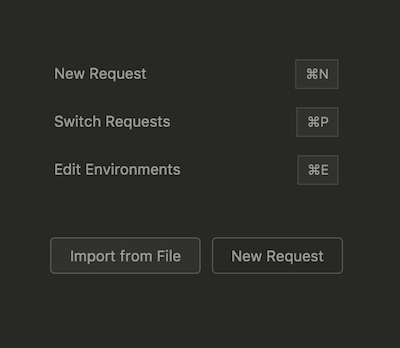 New Request ⌘N
Switch Requests ⌘P
Edit Environments ⌘E
Import from File New Request